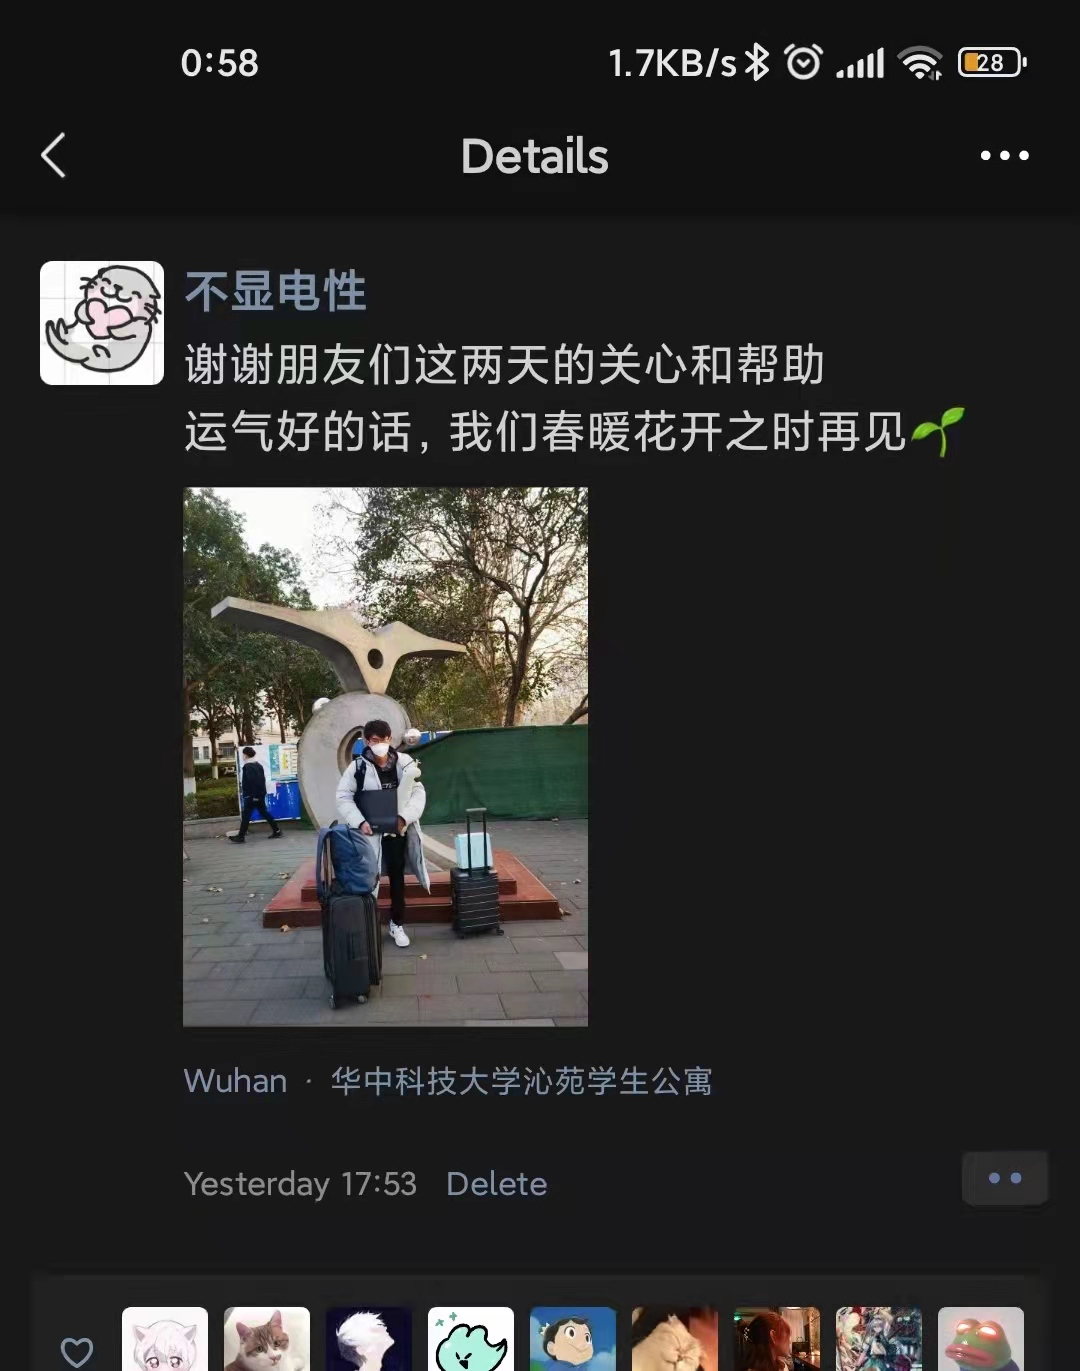 0:58
1.7KB/s
28
Details
不显电性
谢谢朋友们这两天的关心和帮助
运气好的话，我们春暖花开之时再见
Wuhan · 华中科技大学沁苑学生公寓
Yesterday 17:53 Delete